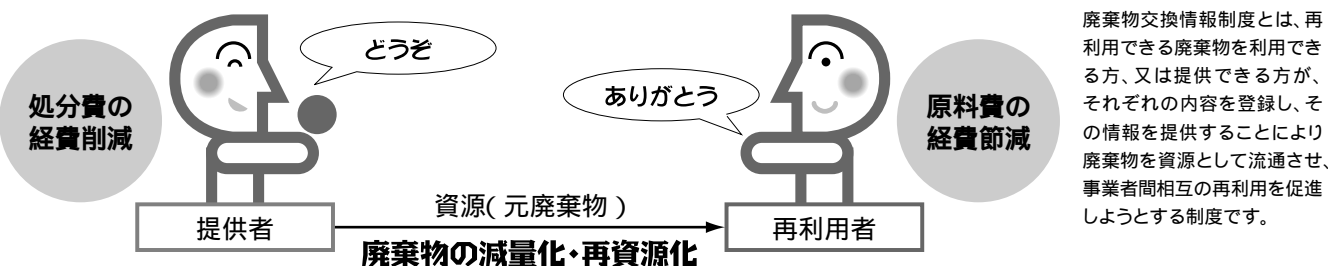 処分費の
経費削減
どうぞ
ありがとう
原料費の
経費節減
提供者
資源(元廃棄物)
再利用者
廃棄物の減量化・再資源化
廃棄物交換情報制度とは、再
利用できる廃棄物を利用でき
る方、又は提供できる方が、
それぞれの内容を登録し、そ
の情報を提供することにより
廃棄物を資源として流通させ、
事業者間相互の再利用を促進
しようとする制度です。